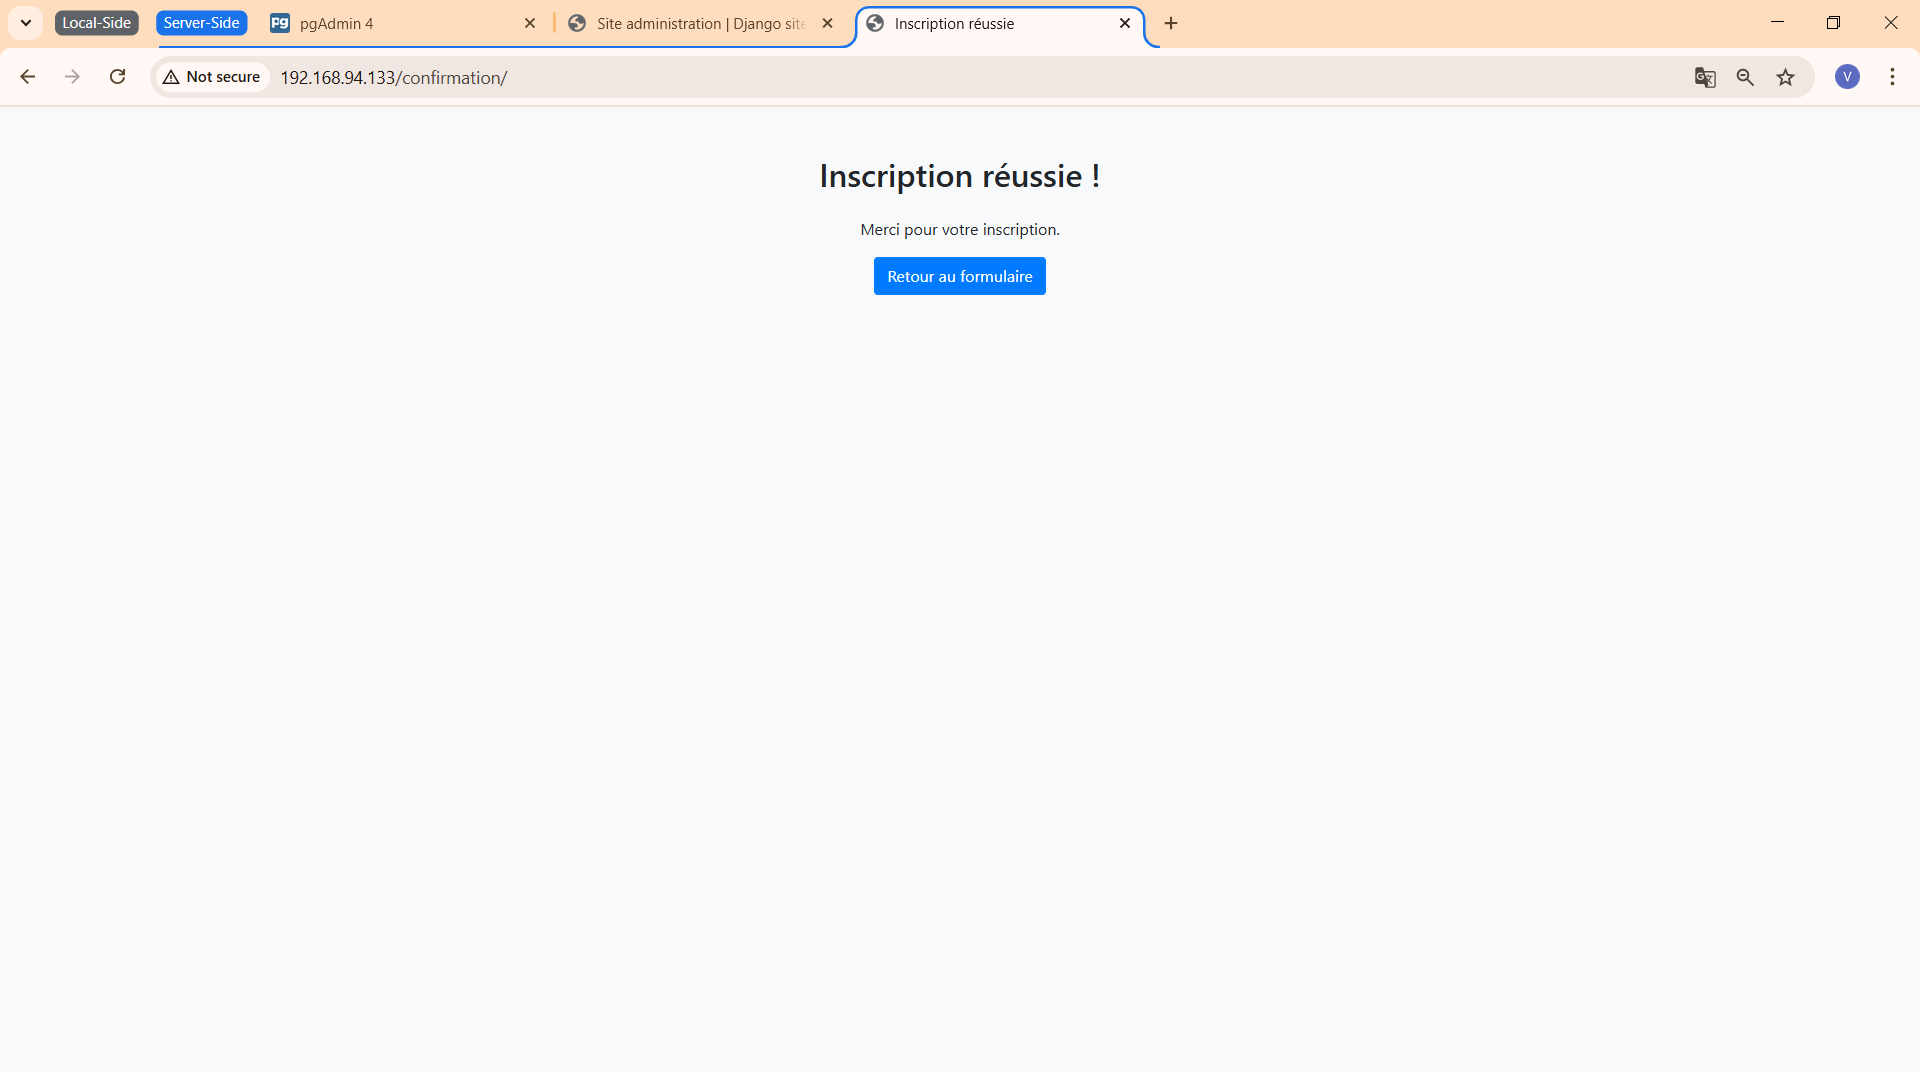 Local-Side
Server-Side
pgAdmin 4
Site administration | Django site
Inscription réussie
Not secure
192.168.94.133/confirmation/
V
Inscription réussie !
Merci pour votre inscription.
Retour au formulaire